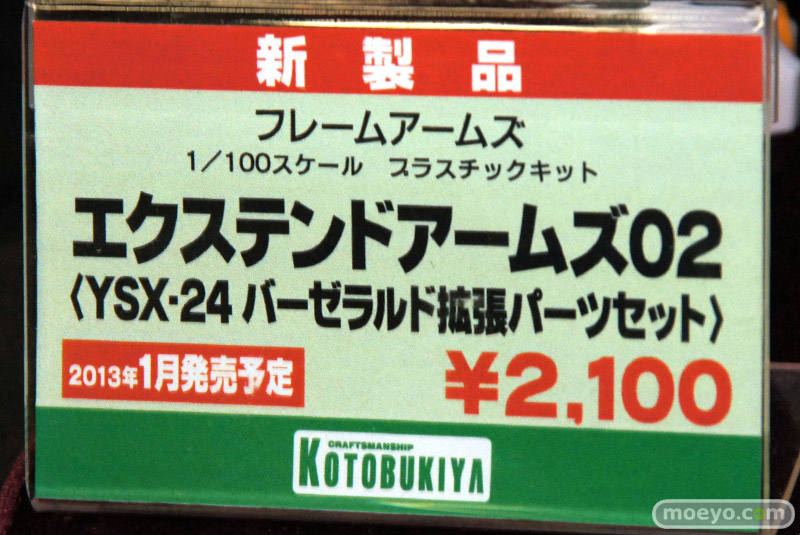 新製品
フレームアームズ
1/100スケール プラスチックキット
エクステンドアームズ02
〈YSX-24 バーゼラルド拡張パーツセット〉
2013年1月発売予定
¥2,100
CRAFTSMANSHIP
KOTOBUKIYA
moeyo.com